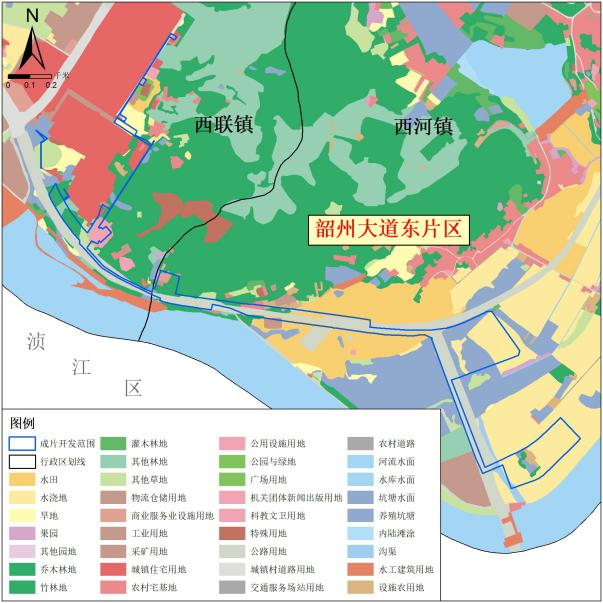 N
0 0.1 0.2 千米
西联镇
西河镇
韶州大道东片区
浈江区
图例
成片开发范围
行政区划线
水田
水浇地
旱地
果园
其他园地
乔木林地
竹林地
灌木林地
其他林地
其他草地
物流仓储用地
商业服务业设施用地
工业用地
采矿用地
城镇住宅用地
农村宅基地
公用设施用地
公园与绿地
广场用地
机关团体新闻出版用地
科教文卫用地
特殊用地
公路用地
城镇村道路用地
交通服务场站用地
农村道路
河流水面
水库水面
坑塘水面
养殖坑塘
内陆滩涂
沟渠
水工建筑用地
设施农用地